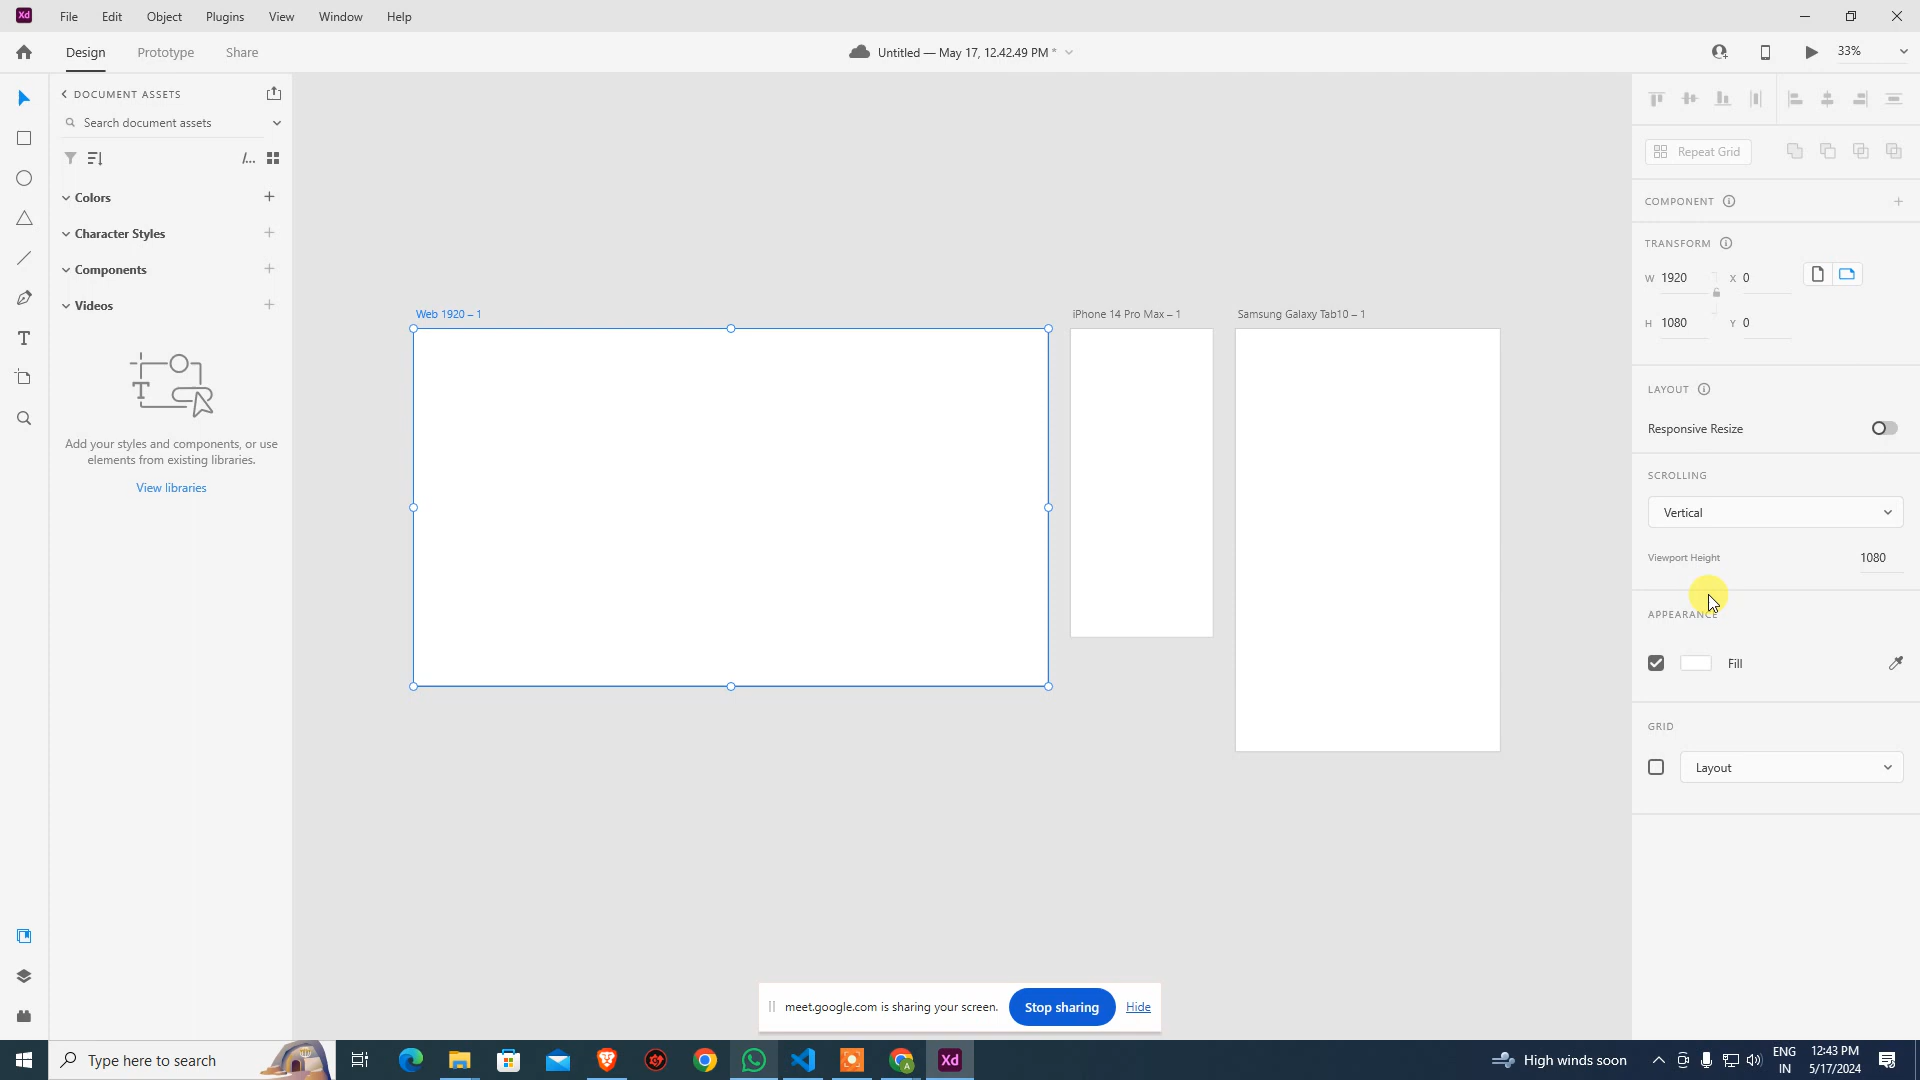 Xd File Edit Object Plugins View Window Help
Design Prototype Share Untitled — May 17, 12.42.49 PM * 33%
DOCUMENT ASSETS
Search document assets
/...
Colors +
Character Styles +
Components +
Videos +
Add your styles and components, or use
elements from existing libraries.
View libraries
Web 1920 – 1
iPhone 14 Pro Max – 1
Samsung Galaxy Tab10 – 1
Repeat Grid
COMPONENT +
TRANSFORM
W 1920 X 0
H 1080 Y 0
LAYOUT
Responsive Resize
SCROLLING
Vertical
Viewport Height 1080
APPEARANCE
Fill
GRID
Layout
meet.google.com is sharing your screen. Stop sharing Hide
Type here to search
Xd
High winds soon
ENG
IN
12:43 PM
5/17/2024